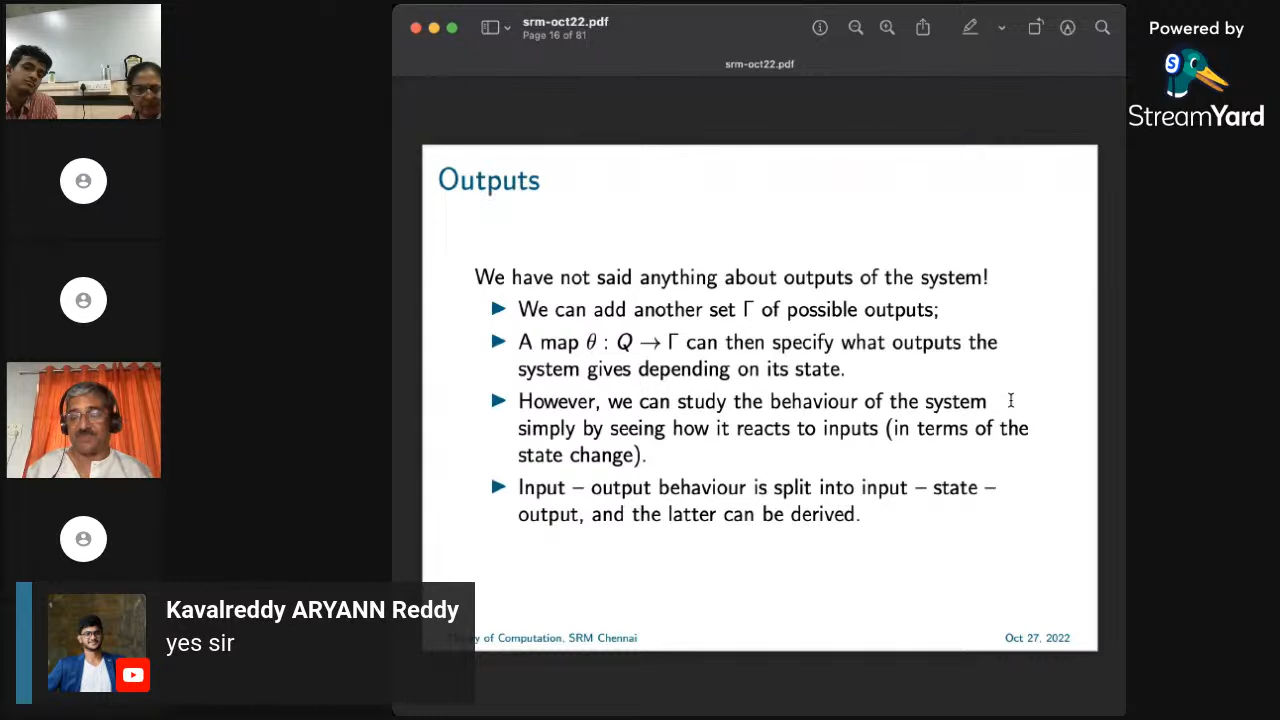 srm-oct22.pdf
Page 16 of 81
srm-oct22.pdf
Powered by
StreamYard
Outputs
We have not said anything about outputs of the system!
We can add another set Γ of possible outputs;
A map θ : Q → Γ can then specify what outputs the
system gives depending on its state.
However, we can study the behaviour of the system
simply by seeing how it reacts to inputs (in terms of the
state change).
Input – output behaviour is split into input – state –
output, and the latter can be derived.
Kavalreddy ARYANN Reddy
yes sir
of Computation, SRM Chennai
Oct 27, 2022